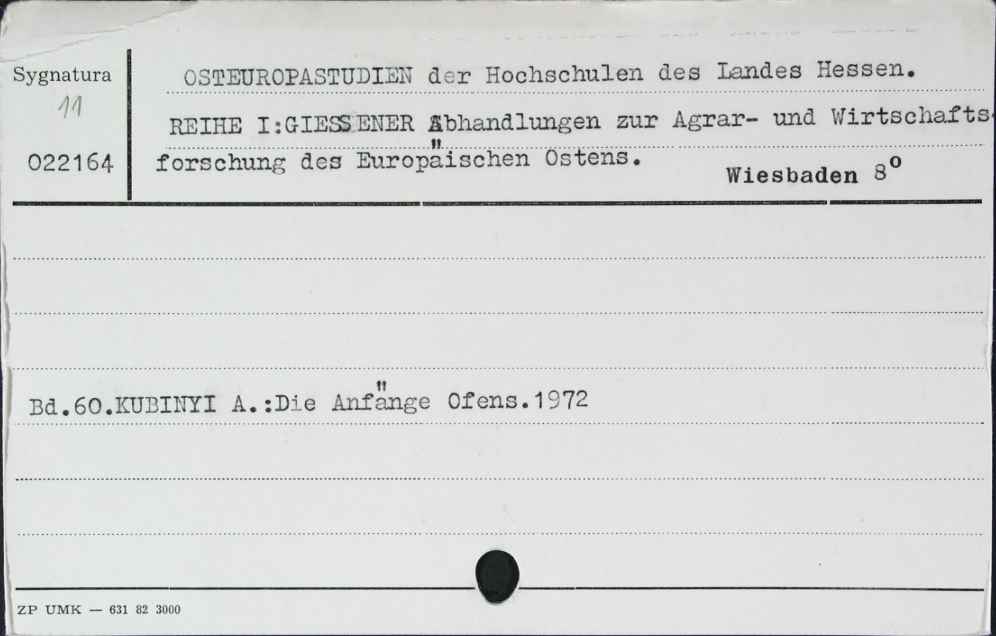 Sygnatura
11
022164
OSTEUROPASTUDIEN der Hochschulen des Landes Hessen.
REIHE I:GIESSENER Abhandlungen zur Agrar- und Wirtschafts-
forschung des Europäischen Ostens.
Wiesbaden 8°
Bd.60.KUBINYI A.:Die Anfänge Ofens.1972
ZP UMK — 631 82 3000